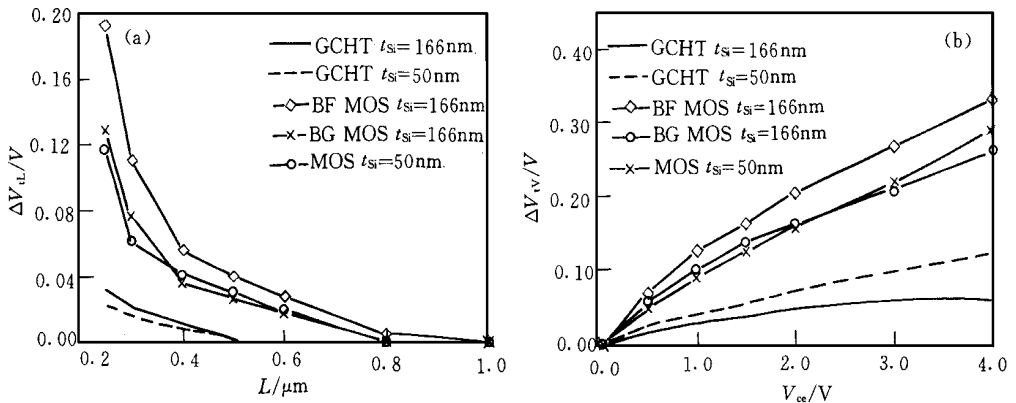 (a)
GCHT tSi=166nm
GCHT tSi=50nm
BF MOS tSi=166nm
BG MOS tSi=166nm
MOS tSi=50nm
0.20
0.16
0.12
0.08
0.04
0.00
ΔVtL/V
0.2 0.4 0.6 0.8 1.0
L/μm
(b)
GCHT tSi=166nm
GCHT tSi=50nm
BF MOS tSi=166nm
BG MOS tSi=166nm
MOS tSi=50nm
0.40
0.30
0.20
0.10
0.00
ΔVtV/V
0.0 1.0 2.0 3.0 4.0
Vce/V